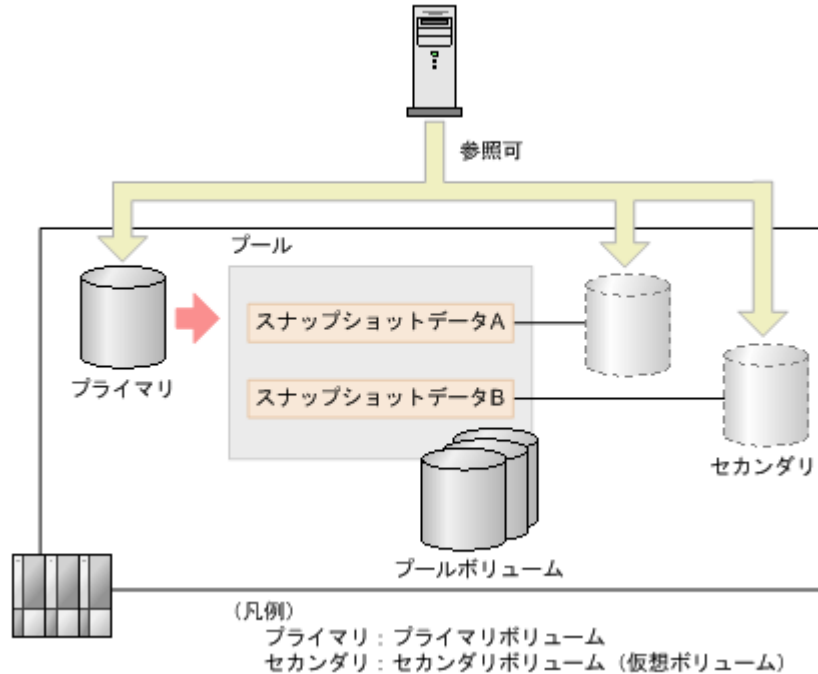 参照可
プール
スナップショットデータA
プライマリ
スナップショットデータB
セカンダリ
プールボリューム
(凡例)
プライマリ：プライマリボリューム
セカンダリ：セカンダリボリューム（仮想ボリューム）